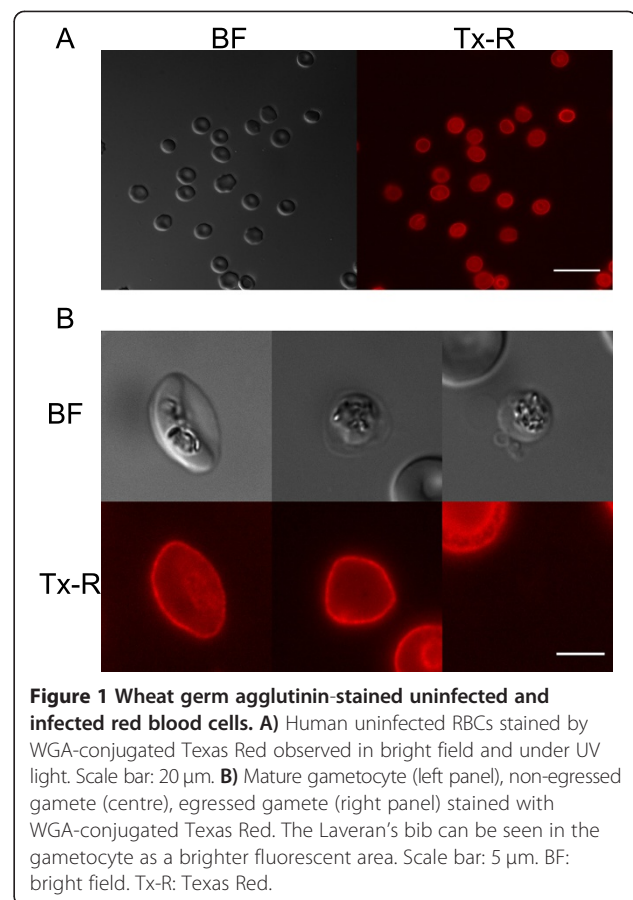 A BF Tx-R
B
BF
Tx-R
Figure 1 Wheat germ agglutinin-stained uninfected and
infected red blood cells. A) Human uninfected RBCs stained by
WGA-conjugated Texas Red observed in bright field and under UV
light. Scale bar: 20 μm. B) Mature gametocyte (left panel), non-egressed
gamete (centre), egressed gamete (right panel) stained with
WGA-conjugated Texas Red. The Laveran's bib can be seen in the
gametocyte as a brighter fluorescent area. Scale bar: 5 μm. BF:
bright field. Tx-R: Texas Red.